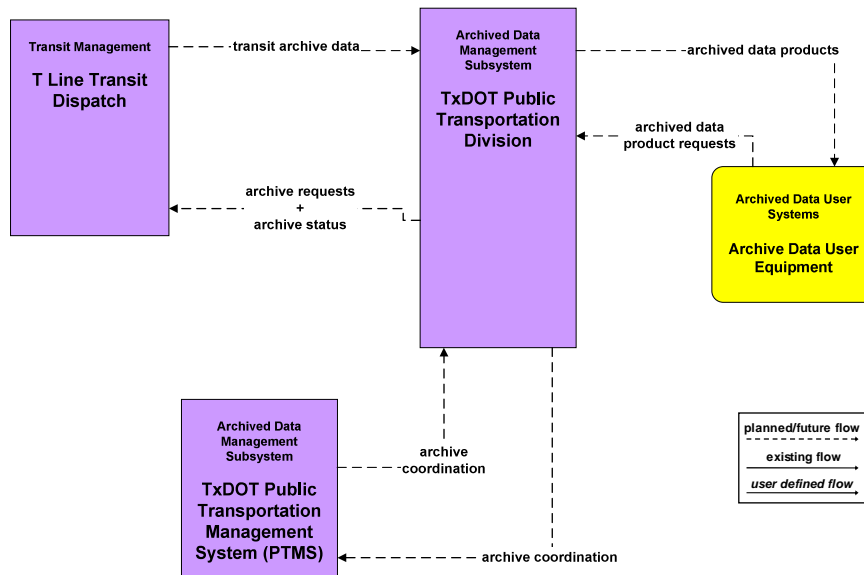 Transit Management
T Line Transit
Dispatch
transit archive data
Archived Data
Management
Subsystem
TxDOT Public
Transportation
Division
archived data products
archived data
product requests
Archived Data User
Systems
Archive Data User
Equipment
archive requests
+
archive status
Archived Data
Management
Subsystem
TxDOT Public
Transportation
Management
System (PTMS)
archive
coordination
archive coordination
planned/future flow
existing flow
user defined flow